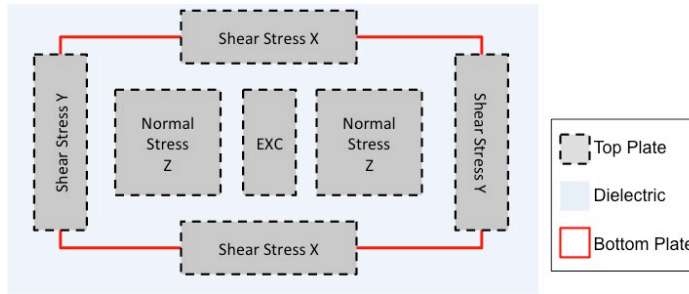 Shear Stress X
Shear Stress Y
Normal
Stress
Z
EXC
Normal
Stress
Z
Shear Stress Y
Shear Stress X
Top Plate
Dielectric
Bottom Plate